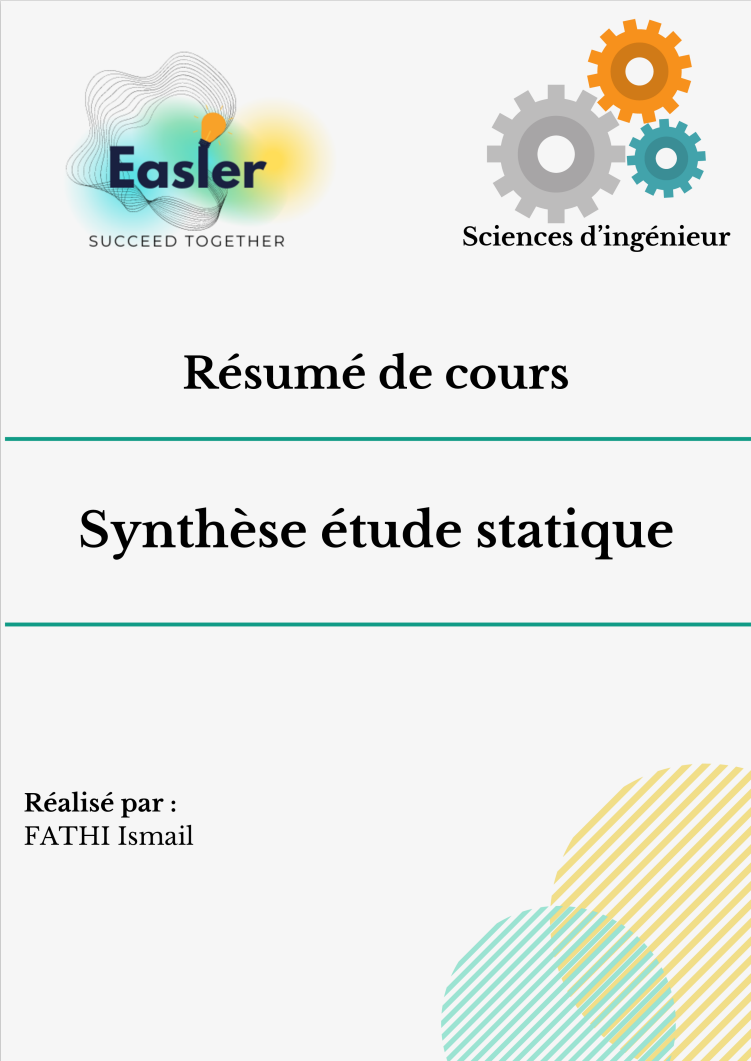 Easier
SUCCEED TOGETHER
Sciences d’ingénieur
Résumé de cours
Synthèse étude statique
Réalisé par :
FATHI Ismail